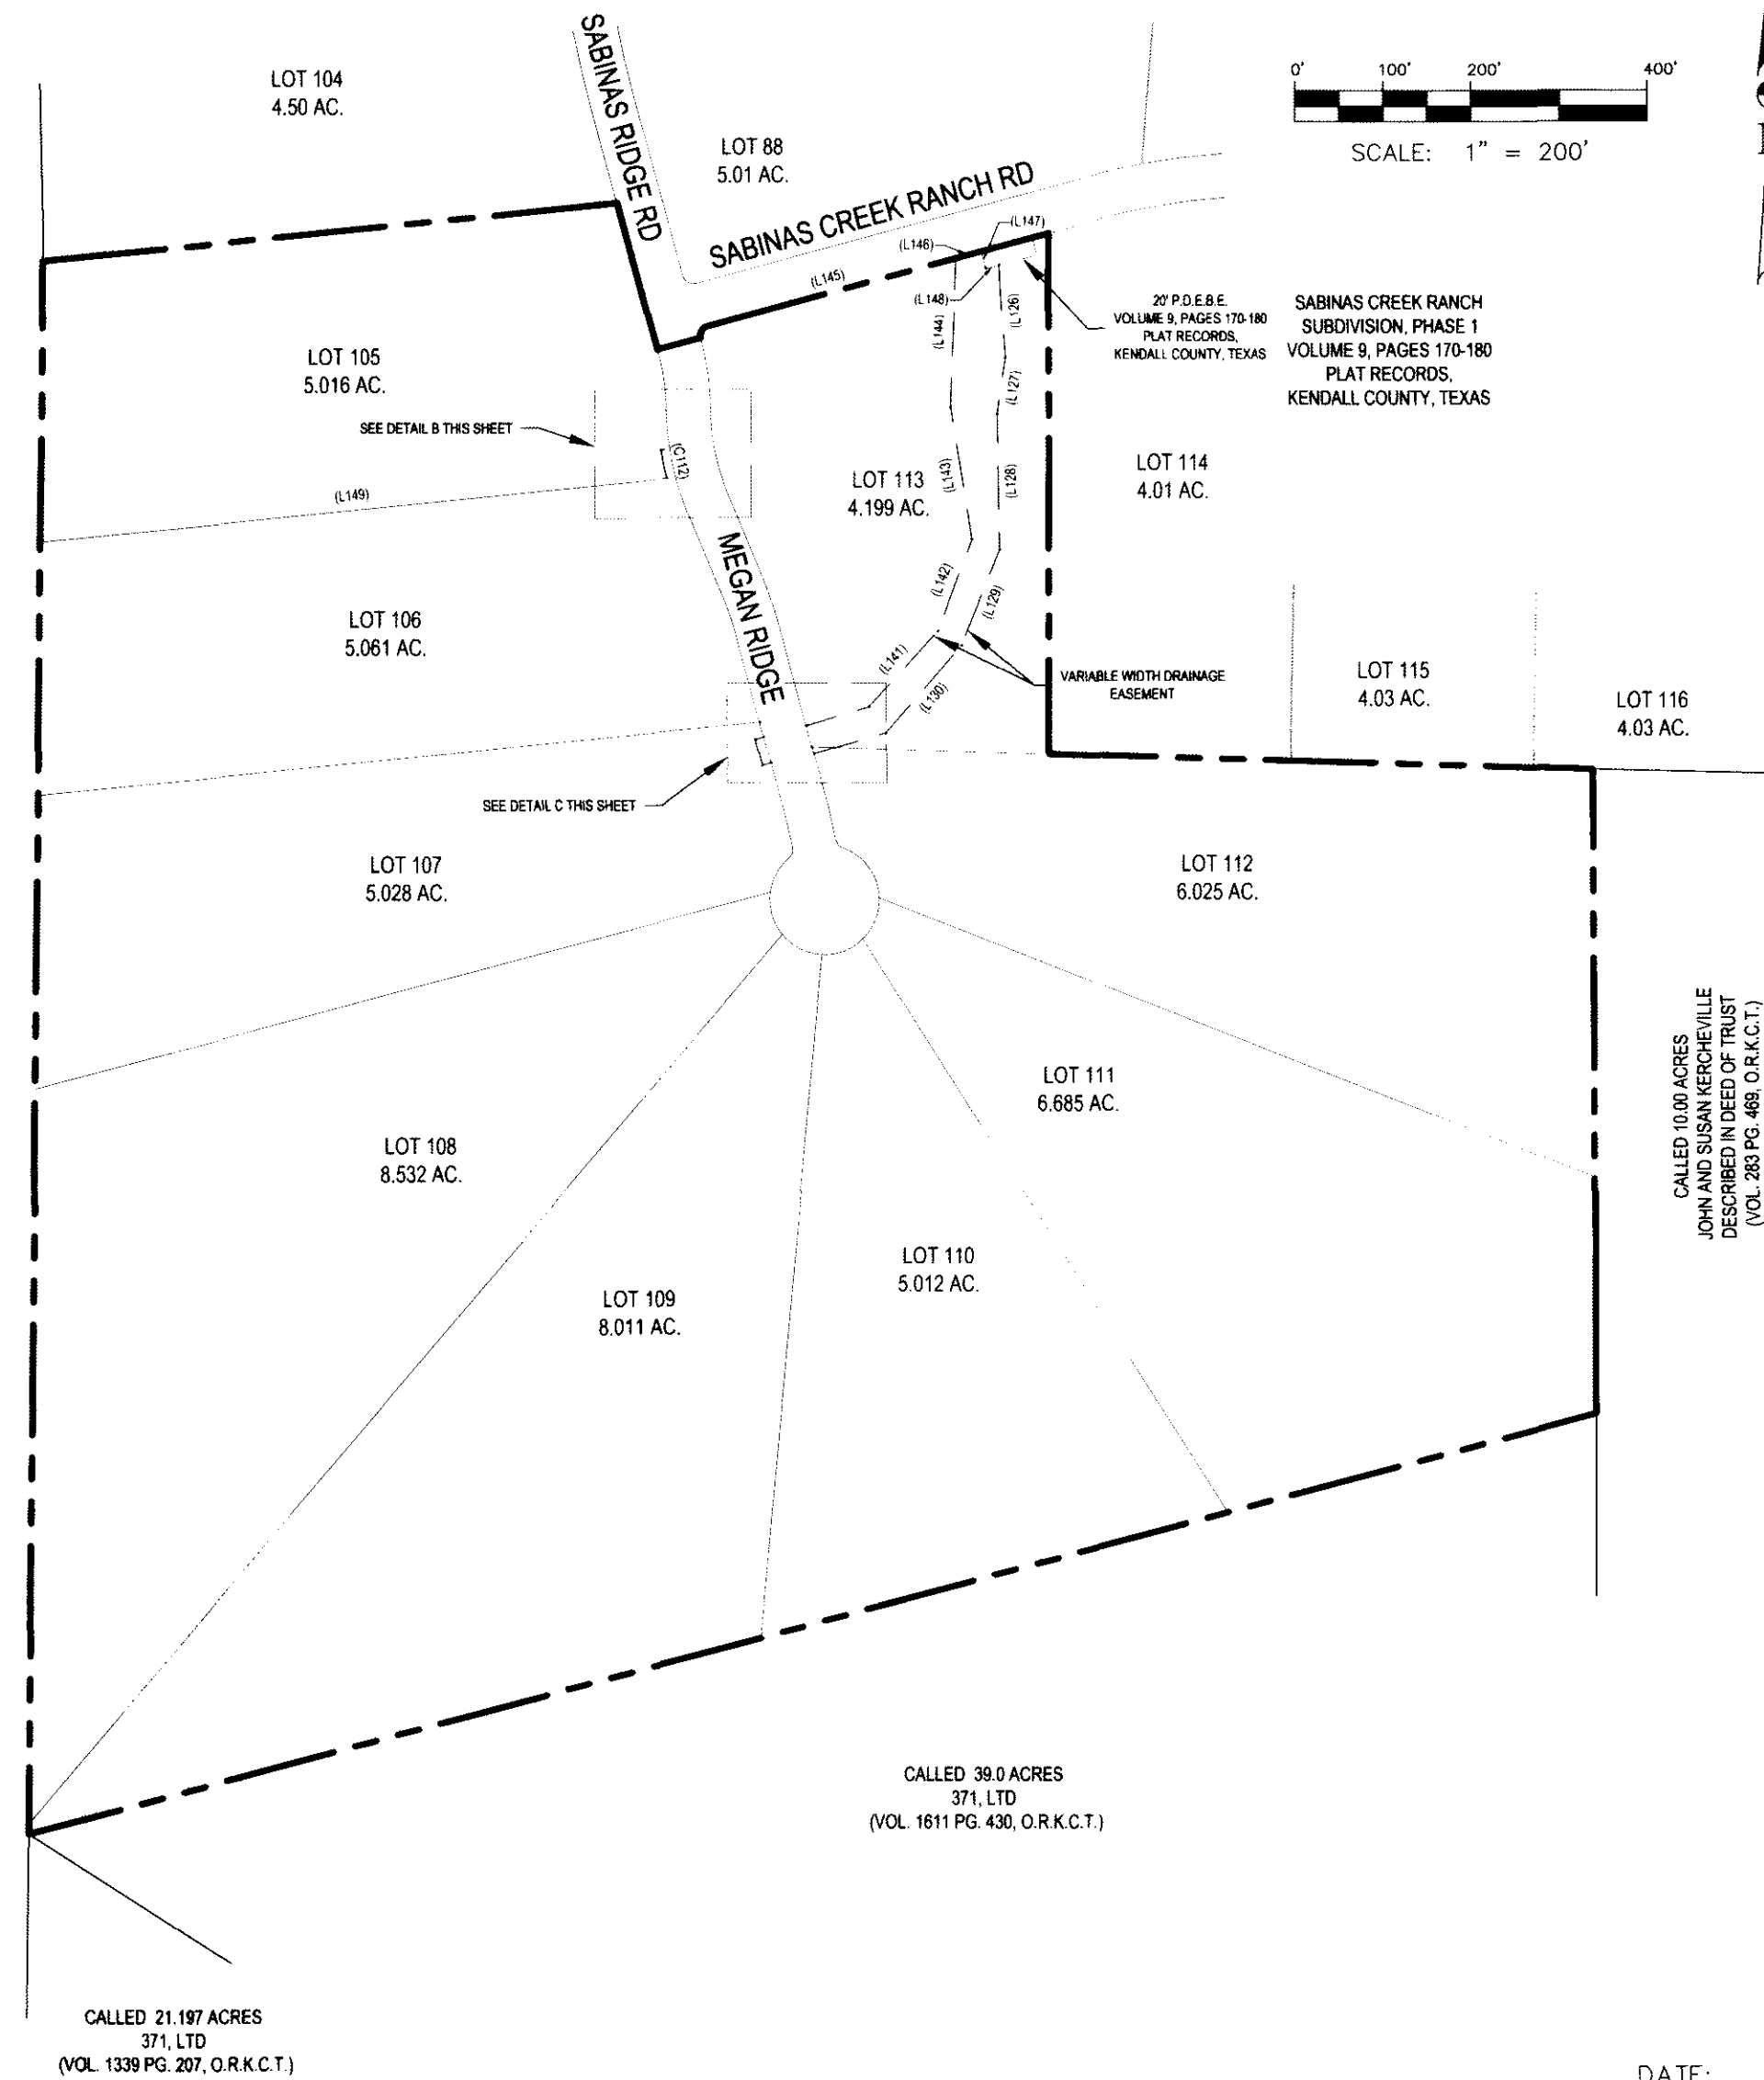 LOT 104
4.50 AC.
SABINAS RIDGE RD
LOT 88
5.01 AC.
SABINAS CREEK RANCH RD
0'
100'
200'
400'
SCALE: 1" = 200'
(L147)
(L146)
(L145)
(L148)
(L144)
(L126)
20' P.D.E.B.E.
VOLUME 9, PAGES 170-180
PLAT RECORDS,
KENDALL COUNTY, TEXAS
SABINAS CREEK RANCH
SUBDIVISION, PHASE 1
VOLUME 9, PAGES 170-180
PLAT RECORDS,
KENDALL COUNTY, TEXAS
LOT 105
5.016 AC.
(L127)
SEE DETAIL B THIS SHEET
(C112)
(L149)
LOT 113
4.199 AC.
(L143)
(L128)
LOT 114
4.01 AC.
MEGAN RIDGE
(L142)
(L129)
LOT 106
5.061 AC.
(L141)
(L130)
VARIABLE WIDTH DRAINAGE
EASEMENT
LOT 115
4.03 AC.
LOT 116
4.03 AC.
SEE DETAIL C THIS SHEET
LOT 107
5.028 AC.
LOT 112
6.025 AC.
CALLED 10.00 ACRES
JOHN AND SUSAN KERCHEVILLE
DESCRIBED IN DEED OF TRUST
(VOL. 283 PG. 469, O.R.K.C.T.)
LOT 111
6.685 AC.
LOT 108
8.532 AC.
LOT 110
5.012 AC.
LOT 109
8.011 AC.
CALLED 39.0 ACRES
371, LTD
(VOL. 1611 PG. 430, O.R.K.C.T.)
CALLED 21.197 ACRES
371, LTD
(VOL. 1339 PG. 207, O.R.K.C.T.)
DATE: